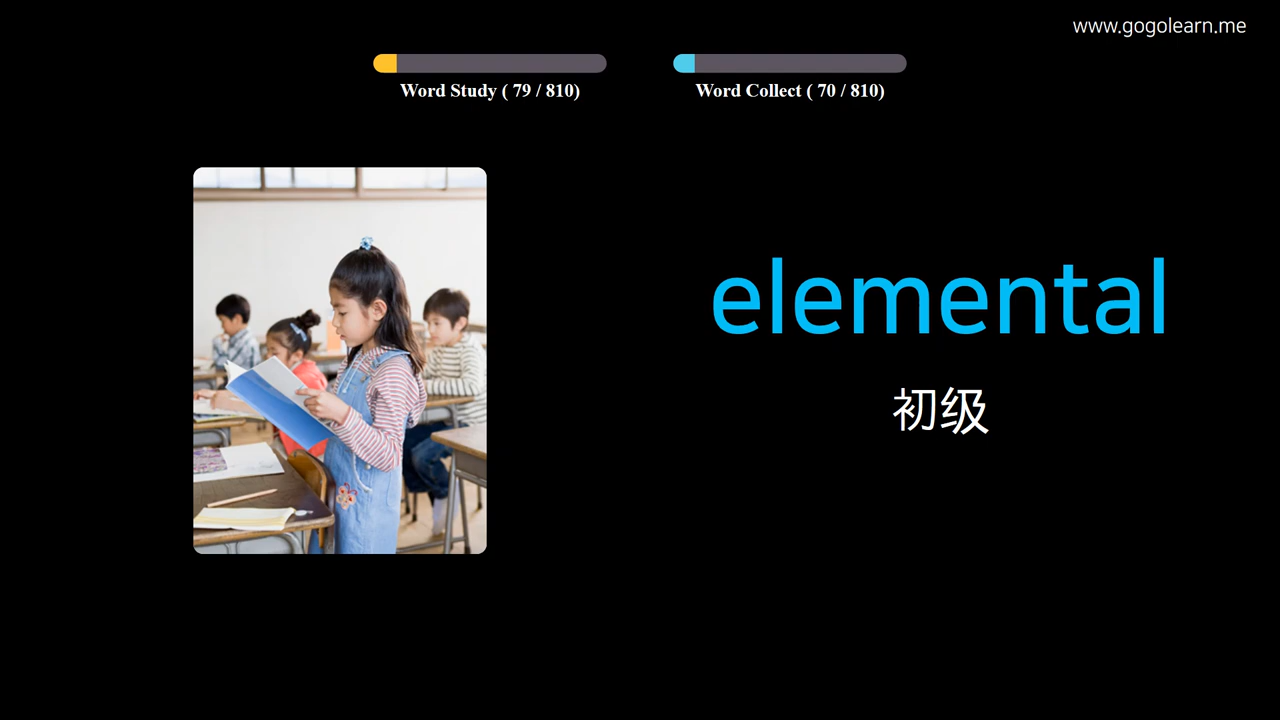 www.gogolearn.me
Word Study ( 79 / 810)
Word Collect ( 70 / 810)
elemental
初级